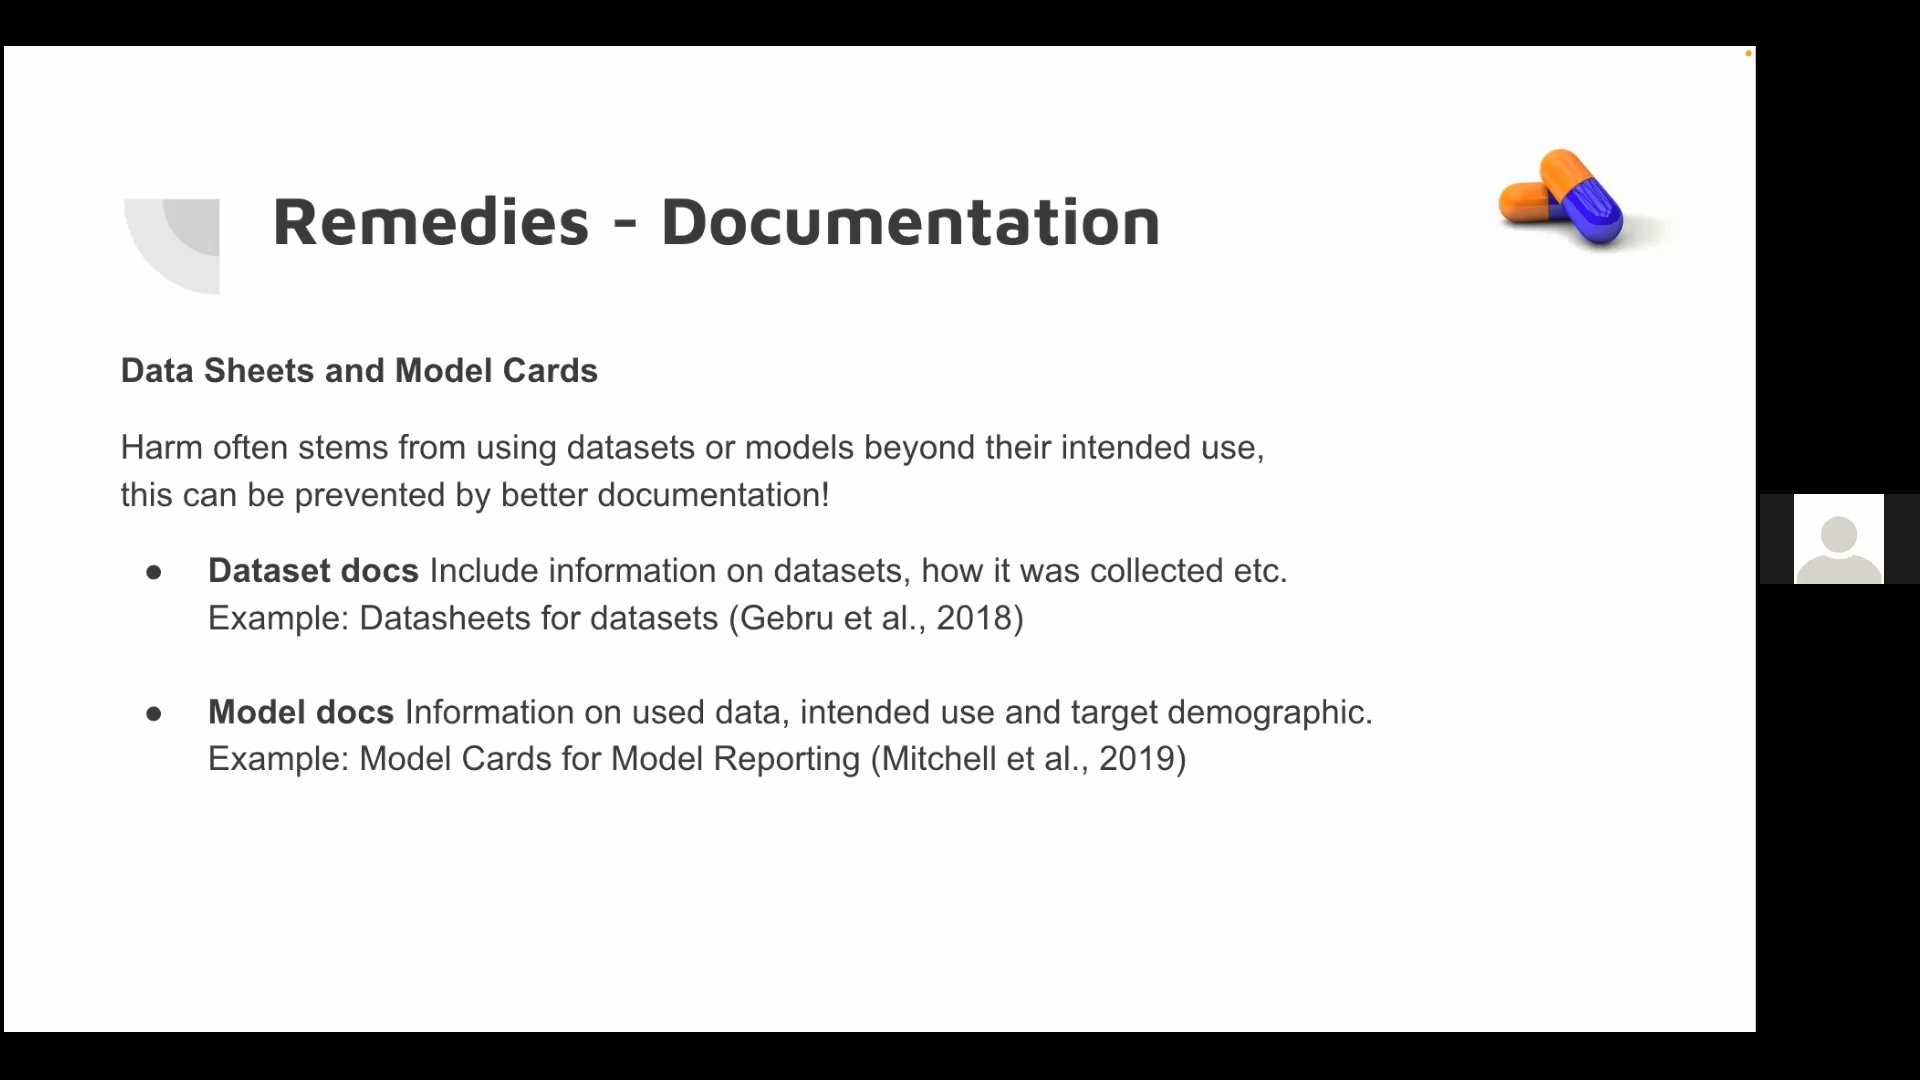 Remedies - Documentation
Data Sheets and Model Cards
Harm often stems from using datasets or models beyond their intended use,
this can be prevented by better documentation!
● Dataset docs Include information on datasets, how it was collected etc.
Example: Datasheets for datasets (Gebru et al., 2018)
● Model docs Information on used data, intended use and target demographic.
Example: Model Cards for Model Reporting (Mitchell et al., 2019)